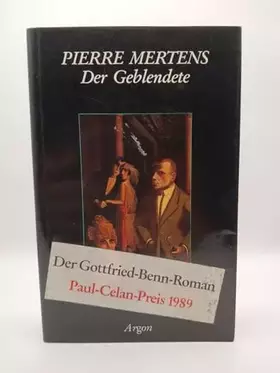 PIERRE MERTENS
Der Geblendete
Der Gottfried-Benn-Roman
Paul-Celan-Preis 1989
Argon